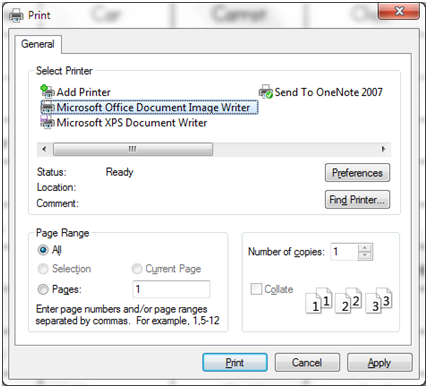 Car Carrot
Print
General
Select Printer
Add Printer Send To OneNote 2007
Microsoft Office Document Image Writer
Microsoft XPS Document Writer
Status: Ready Preferences
Location:
Comment: Find Printer...
Page Range
All Number of copies: 1
Selection Current Page
Pages: 1 Collate
1 1 2 2 3 3
Enter page numbers and/or page ranges
separated by commas. For example, 1,5-12
Print Cancel Apply